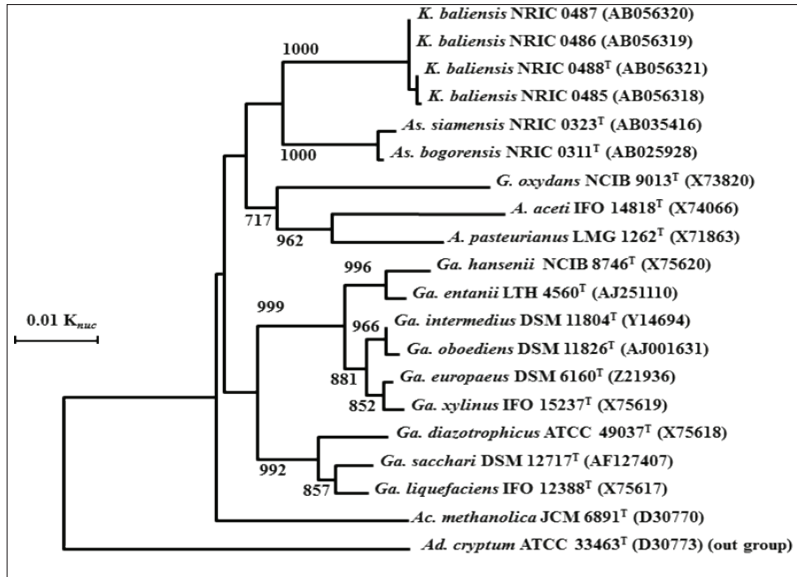 K. baliensis NRIC 0487 (AB056320)
K. baliensis NRIC 0486 (AB056319)
1000
K. baliensis NRIC 0488T (AB056321)
K. baliensis NRIC 0485 (AB056318)
As. siamensis NRIC 0323T (AB035416)
1000
As. bogorensis NRIC 0311T (AB025928)
G. oxydans NCIB 9013T (X73820)
717
A. aceti IFO 14818T (X74066)
962
A. pasteurianus LMG 1262T (X71863)
996
Ga. hansenii NCIB 8746T (X75620)
Ga. entanii LTH 4560T (AJ251110)
999
0.01 Knuc
966
Ga. intermedius DSM 11804T (Y14694)
Ga. oboediens DSM 11826T (AJ001631)
881
Ga. europaeus DSM 6160T (Z21936)
852
Ga. xylinus IFO 15237T (X75619)
Ga. diazotrophicus ATCC 49037T (X75618)
992
Ga. sacchari DSM 12717T (AF127407)
857
Ga. liquefaciens IFO 12388T (X75617)
Ac. methanolica JCM 6891T (D30770)
Ad. cryptum ATCC 33463T (D30773) (out group)